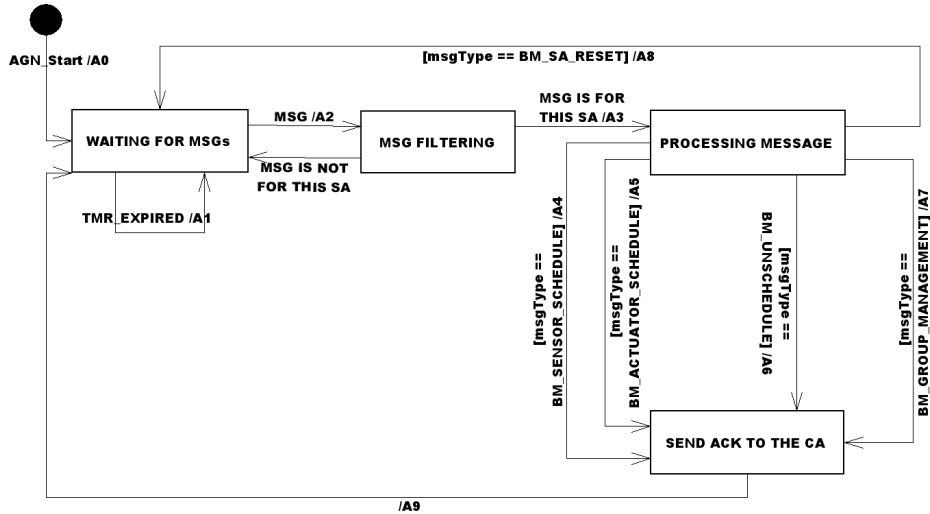 AGN_Start /A0
[msgType == BM_SA_RESET] /A8
MSG /A2
MSG IS FOR
THIS SA /A3
WAITING FOR MSGs
MSG FILTERING
PROCESSING MESSAGE
MSG IS NOT
FOR THIS SA
TMR_EXPIRED /A1
[msgType ==
BM_SENSOR_SCHEDULE] /A4
[msgType ==
BM_ACTUATOR_SCHEDULE] /A5
[msgType ==
BM_UNSCHEDULE] /A6
[msgType ==
BM_GROUP_MANAGEMENT] /A7
SEND ACK TO THE CA
/A9